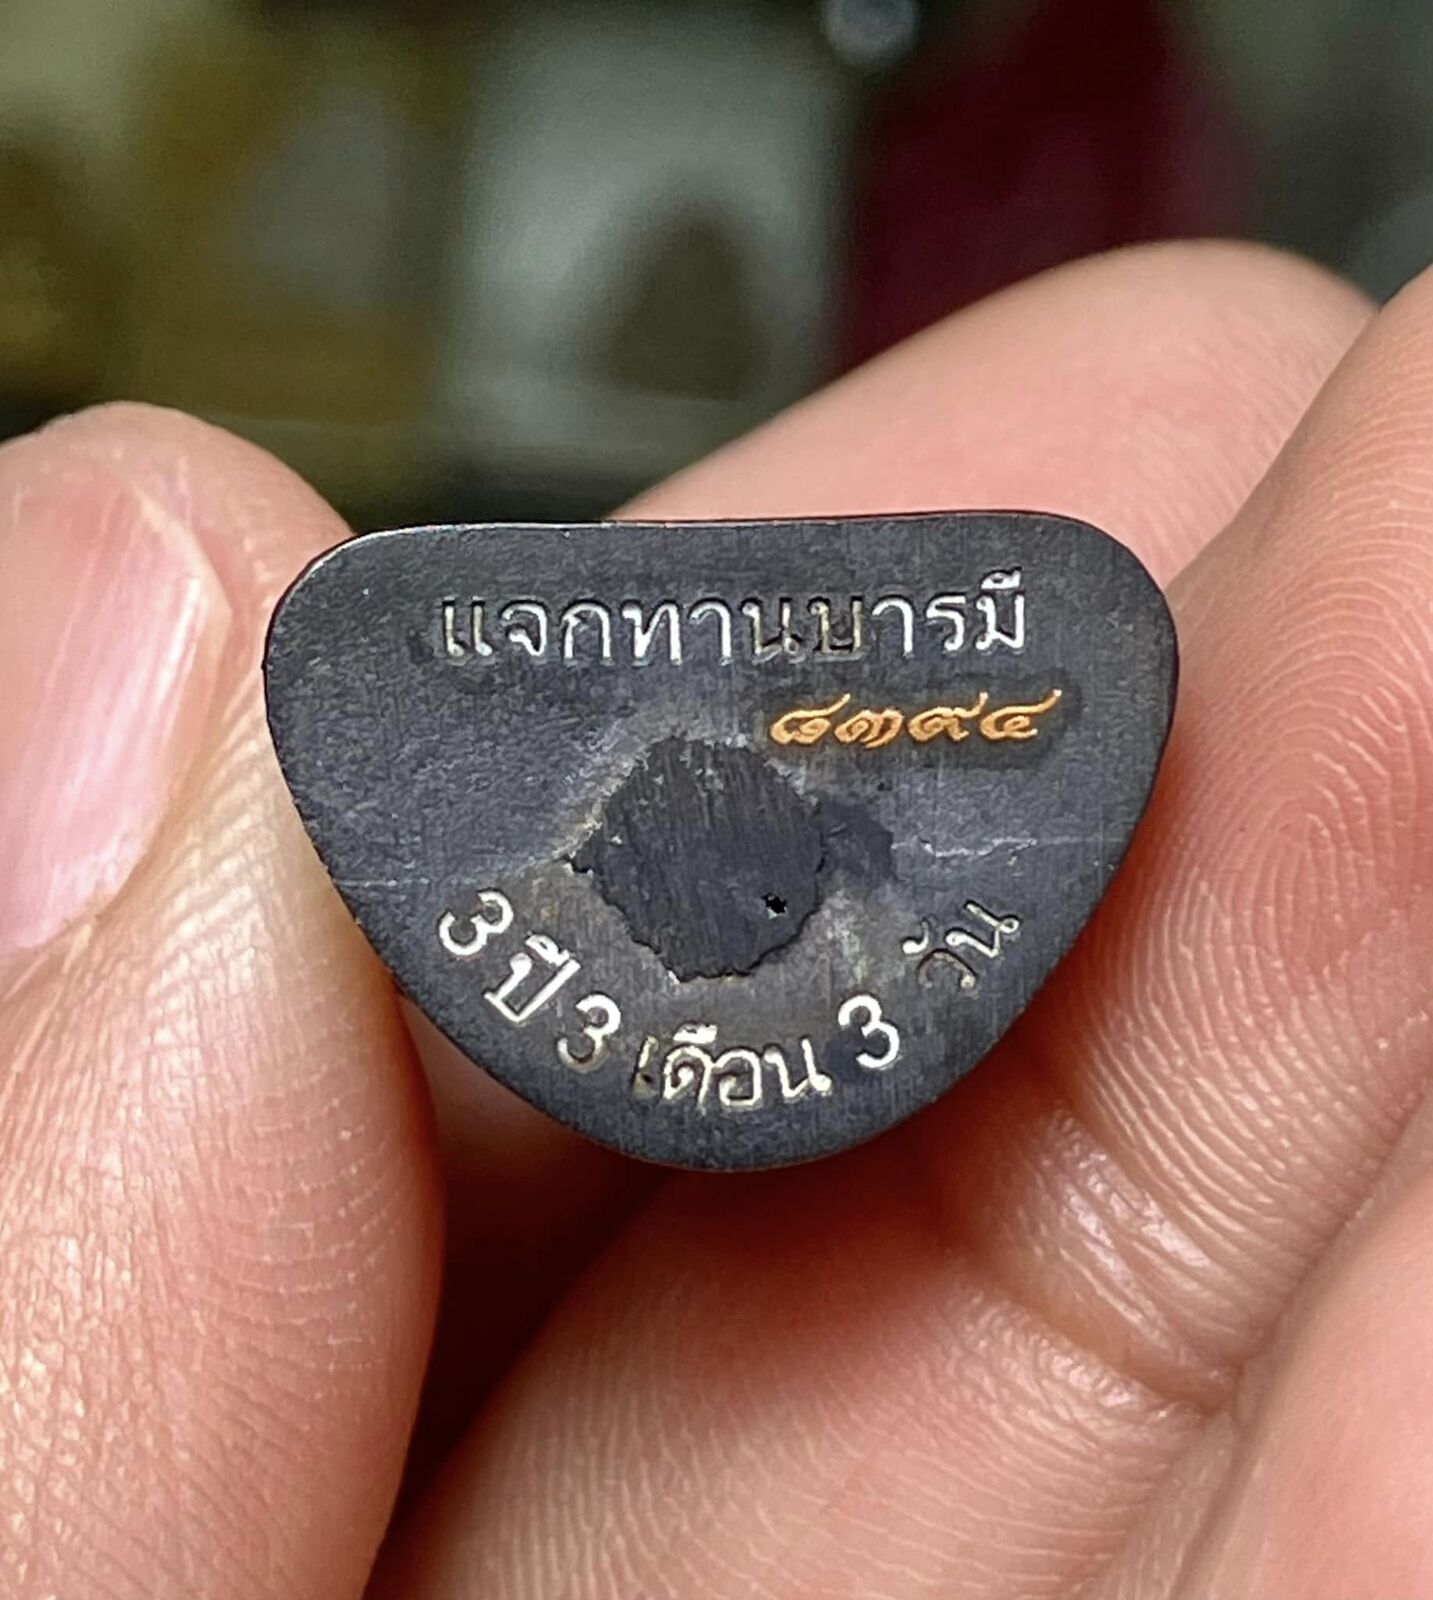 แจกทานบารมี
๘๓๙๔
3 ปี 3 เดือน 3 วัน